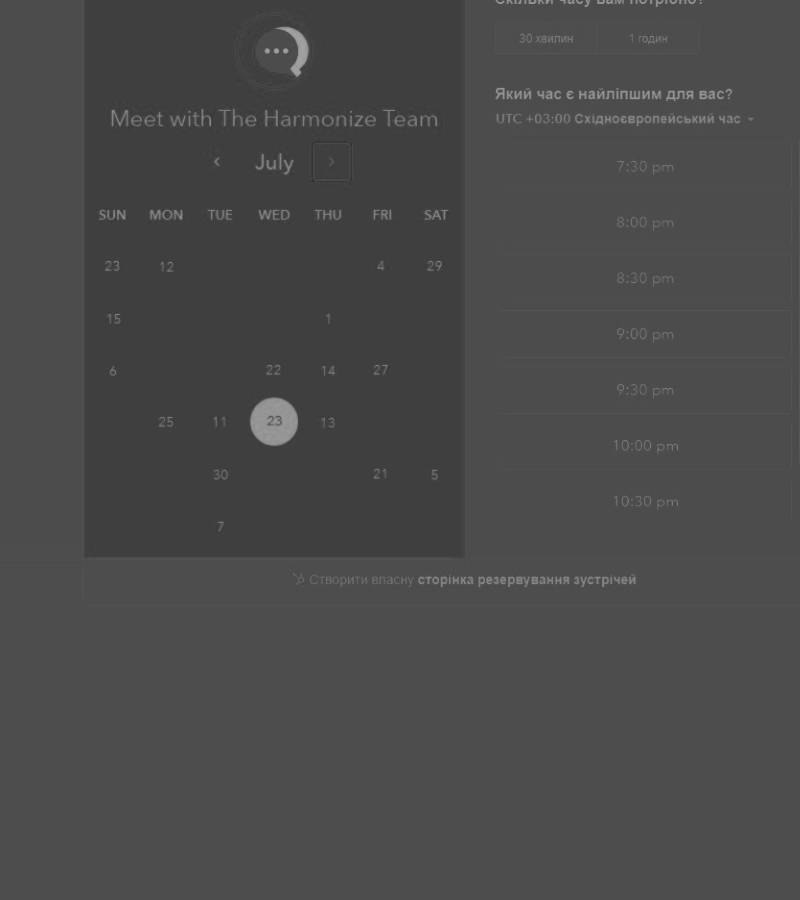 Скільки часу вам потрібно?
30 хвилин 1 годин
Meet with The Harmonize Team
July
SUN MON TUE WED THU FRI SAT
23 12 4 29
15 1
6 22 14 27
25 11 23 13
30 21 5
7
Який час є найліпшим для вас?
UTC +03:00 Східноєвропейський час
7:30 pm
8:00 pm
8:30 pm
9:00 pm
9:30 pm
10:00 pm
10:30 pm
Створити власну сторінка резервування зустрічей